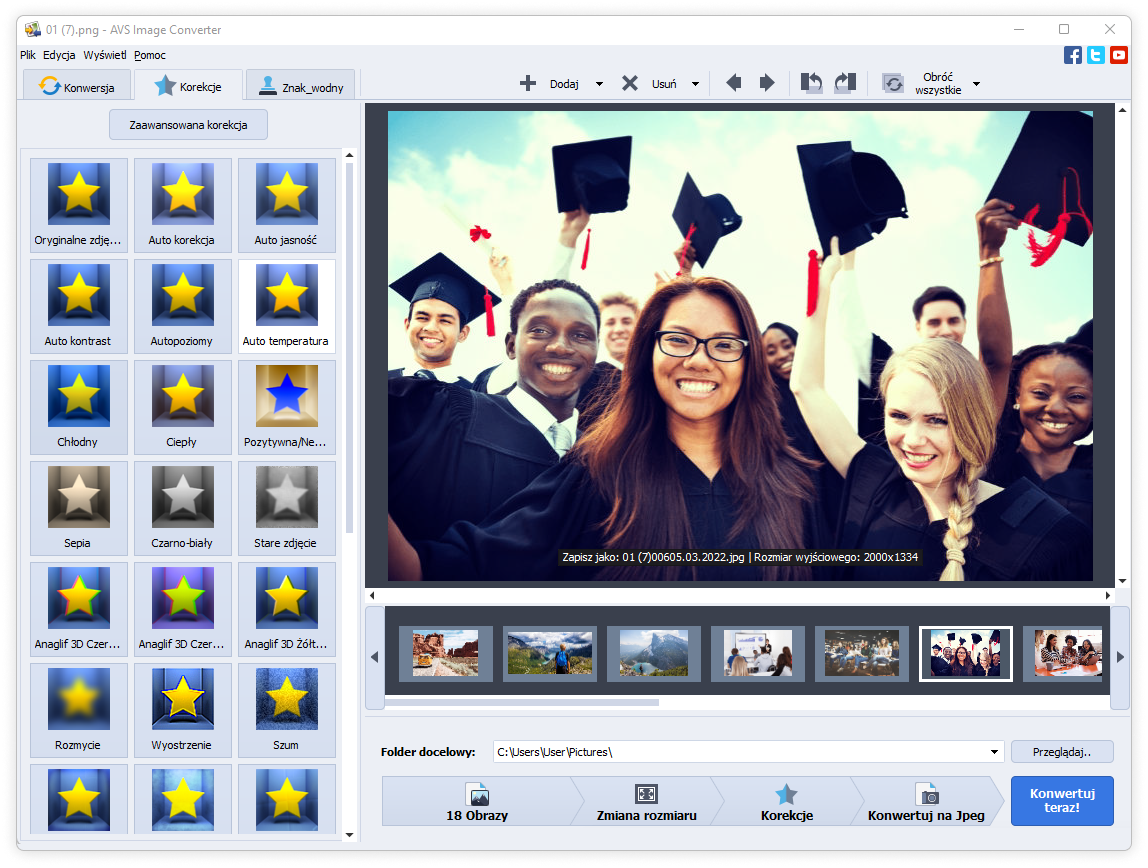 01 (7).png - AVS Image Converter
Plik Edycja Wyświetl Pomoc
Konwersja Korekcje Znak_wodny
Dodaj Usuń Obróć wszystkie
Zaawansowana korekcja
Oryginalne zdję... Auto korekcja Auto jasność
Auto kontrast Autopoziomy Auto temperatura
Chłodny Ciepły Pozytywna/Ne...
Sepia Czarno-biały Stare zdjęcie
Anaglif 3D Czer... Anaglif 3D Czer... Anaglif 3D Żółt...
Rozmycie Wyostrzenie Szum
Zapisz jako: 01 (7)00605.03.2022.jpg | Rozmiar wyjściowego: 2000x1334
Folder docelowy: C:\Users\User\Pictures\ Przeglądaj..
18 Obrazy Zmiana rozmiaru Korekcje Konwertuj na Jpeg
Konwertuj
teraz!